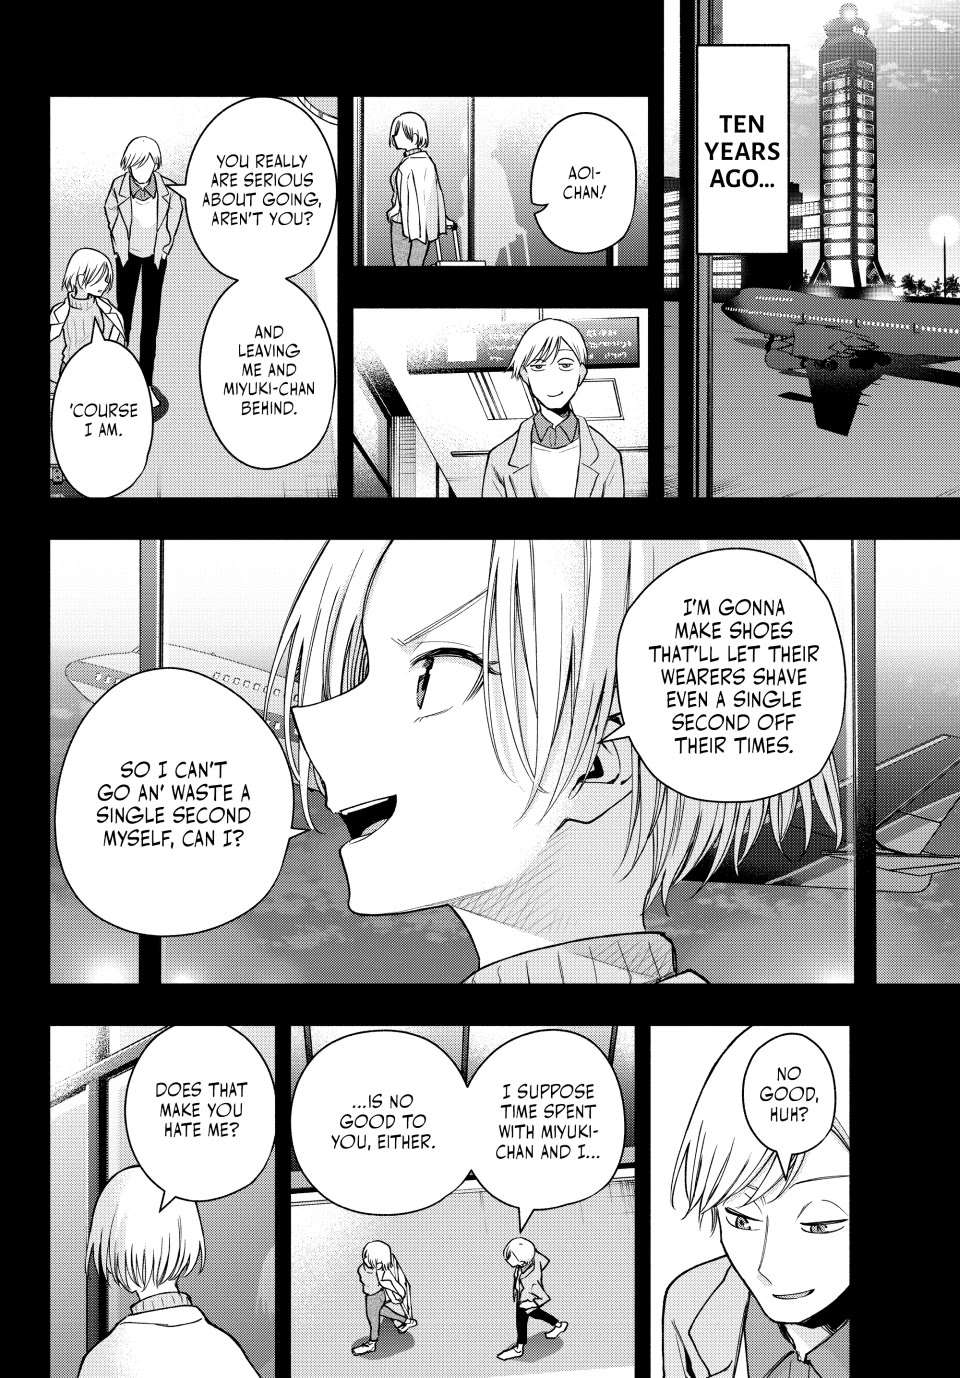 TEN
YEARS
AGO...
AOI-
CHAN!
YOU REALLY
ARE SERIOUS
ABOUT GOING,
AREN'T YOU?
AND
LEAVING
ME AND
MIYUKI-CHAN
BEHIND.
'COURSE
I AM.
I'M GONNA
MAKE SHOES
THAT'LL LET THEIR
WEARERS SHAVE
EVEN A SINGLE
SECOND OFF
THEIR TIMES.
SO I CAN'T
GO AN' WASTE A
SINGLE SECOND
MYSELF, CAN I?
NO
GOOD,
HUH?
I SUPPOSE
TIME SPENT
WITH MIYUKI-
CHAN AND I...
...IS NO
GOOD TO
YOU, EITHER.
DOES THAT
MAKE YOU
HATE ME?